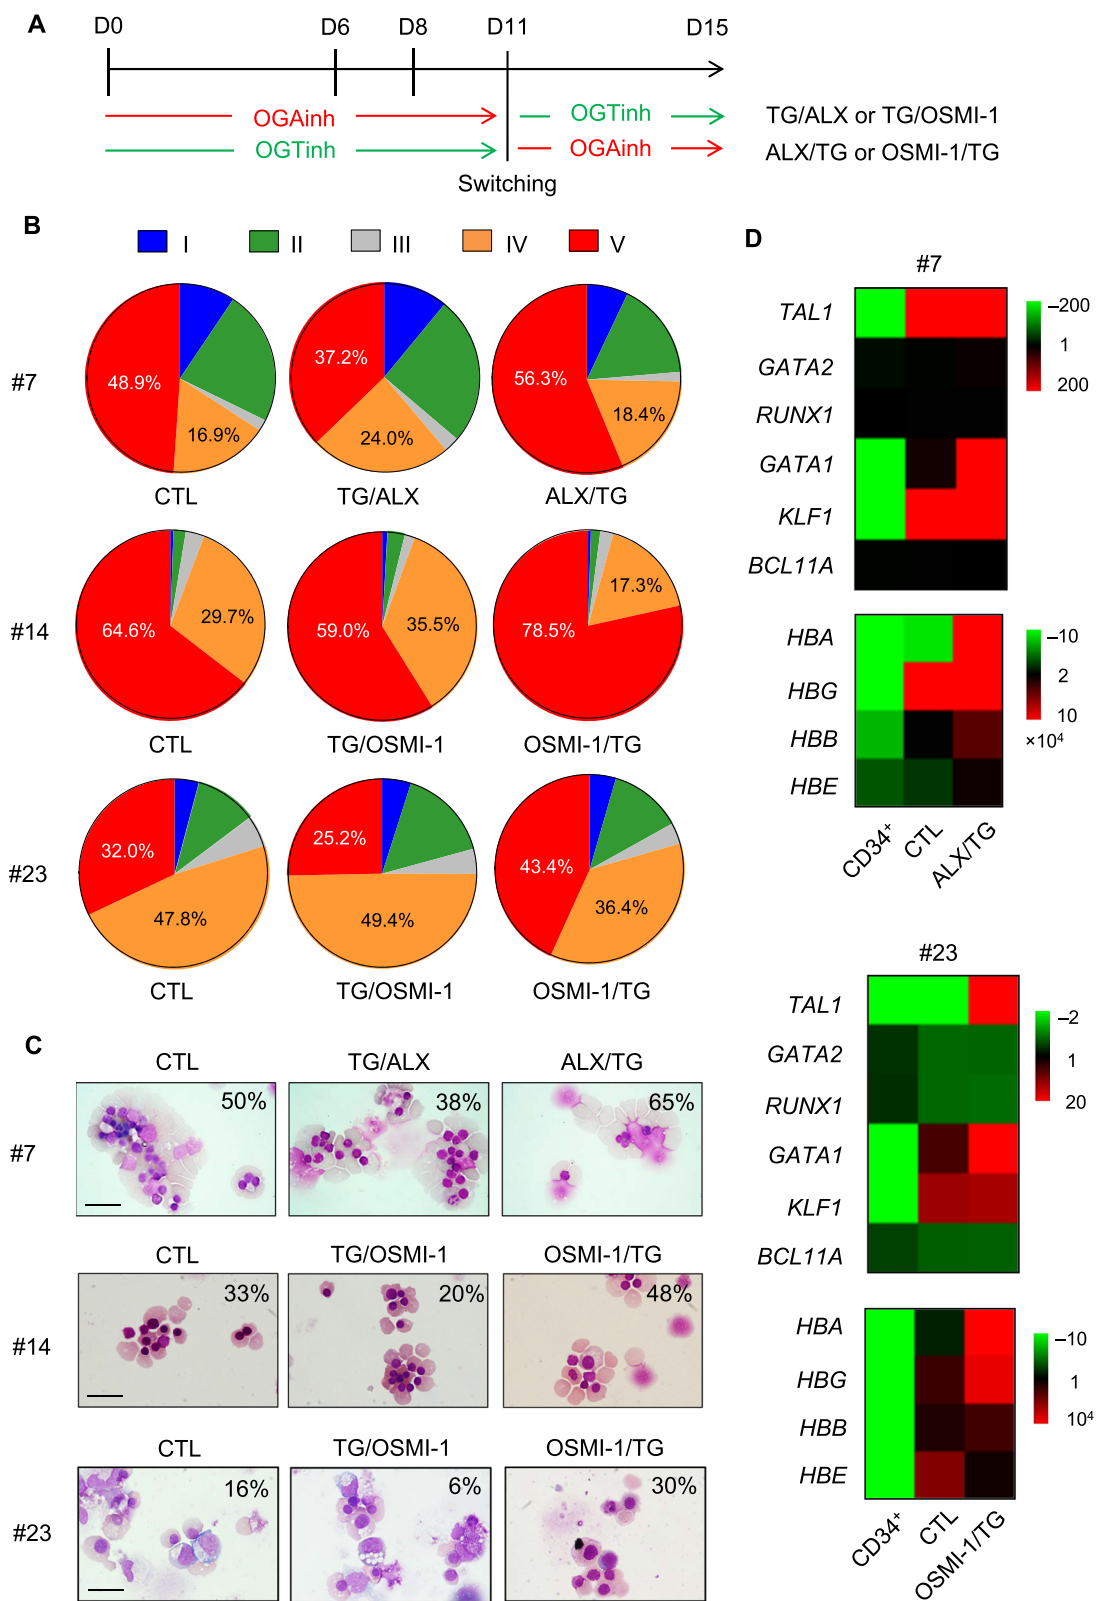 A
D0 D6 D8 D11 D15
OGAinh OGTinh TG/ALX or TG/OSMI-1
OGTinh OGAinh ALX/TG or OSMI-1/TG
Switching
B
I II III IV V
#7
48.9% 16.9%
37.2% 24.0%
56.3% 18.4%
CTL TG/ALX ALX/TG
#14
64.6% 29.7%
59.0% 35.5%
78.5% 17.3%
CTL TG/OSMI-1 OSMI-1/TG
#23
32.0% 47.8%
25.2% 49.4%
43.4% 36.4%
CTL TG/OSMI-1 OSMI-1/TG
C
CTL TG/ALX ALX/TG
#7 50% 38% 65%
CTL TG/OSMI-1 OSMI-1/TG
#14 33% 20% 48%
CTL TG/OSMI-1 OSMI-1/TG
#23 16% 6% 30%
D
#7
TAL1
GATA2
RUNX1
GATA1
KLF1
BCL11A
–200
1
200
HBA
HBG
HBB
HBE
–10
2
10
×10⁴
CD34⁺ CTL ALX/TG
#23
TAL1
GATA2
RUNX1
GATA1
KLF1
BCL11A
–2
1
20
HBA
HBG
HBB
HBE
–10
1
10⁴
CD34⁺ CTL OSMI-1/TG